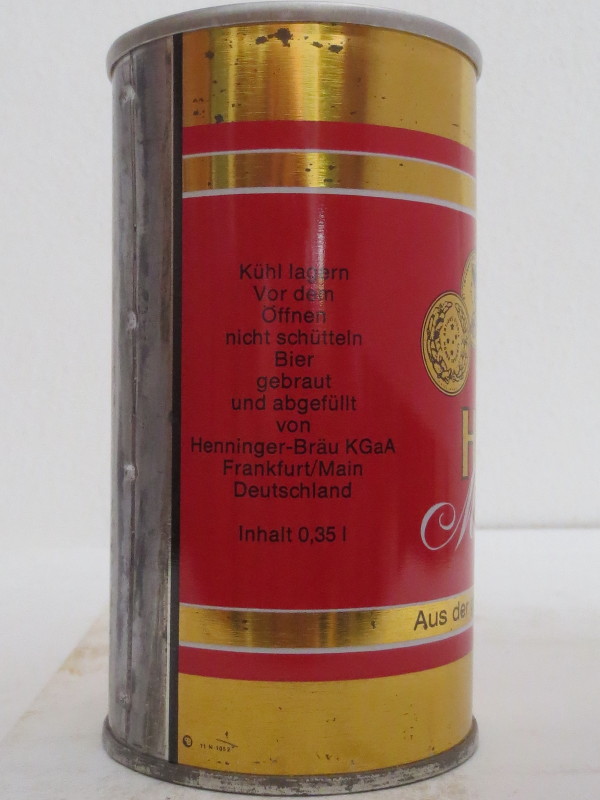 Kühl lagern
Vor dem
Öffnen
nicht schütteln
Bier
gebraut
und abgefüllt
von
Henninger-Bräu KGaA
Frankfurt/Main
Deutschland
Inhalt 0,35 l
H
M
Aus der